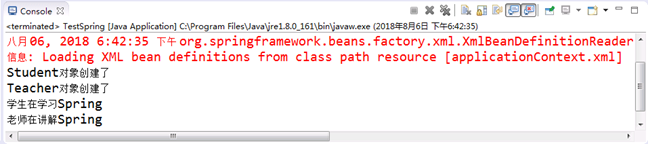 Console
<terminated> TestSpring [Java Application] C:\Program Files\Java\jre1.8.0_161\bin\javaw.exe (2018年8月6日 下午6:42:35)
八月 06, 2018 6:42:35 下午 org.springframework.beans.factory.xml.XmlBeanDefinitionReader
信息: Loading XML bean definitions from class path resource [applicationContext.xml]
Student对象创建了
Teacher对象创建了
学生在学习Spring
老师在讲解Spring